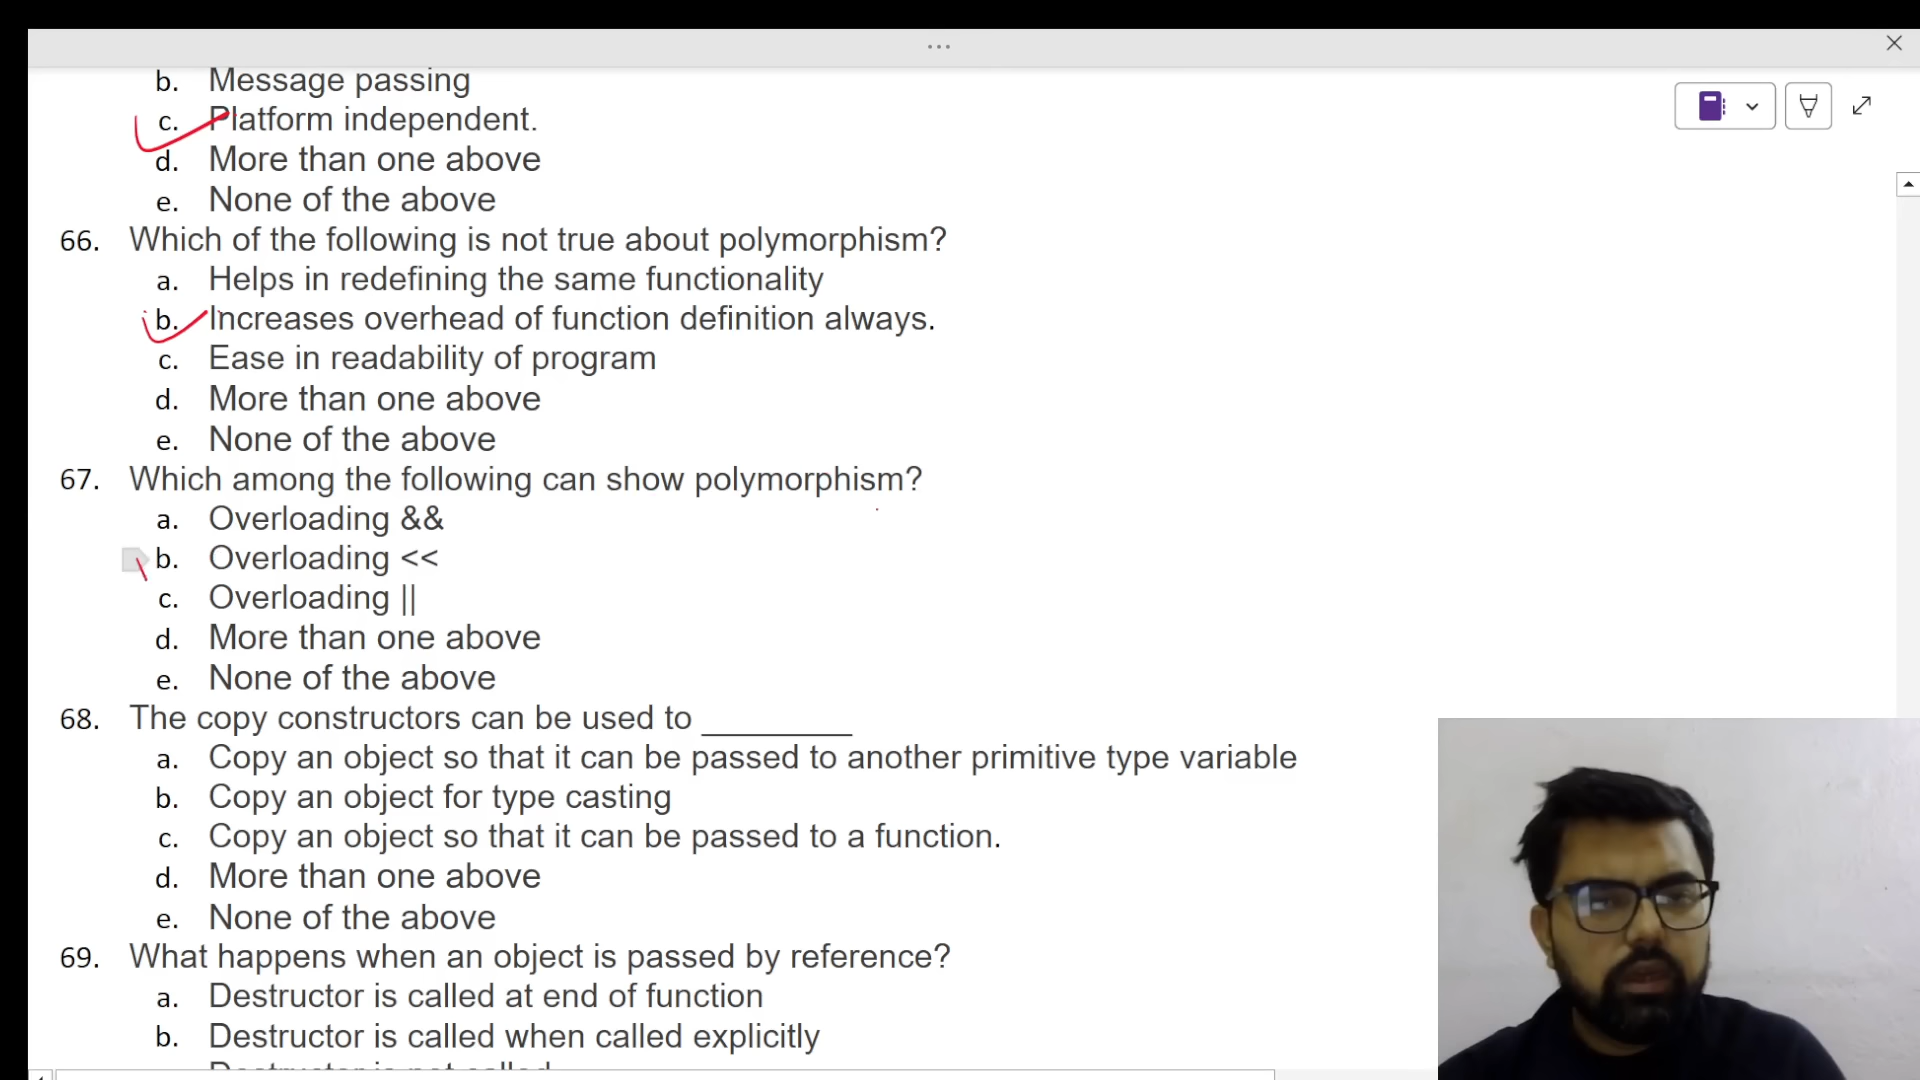 b. Message passing
c. Platform independent.
d. More than one above
e. None of the above
66. Which of the following is not true about polymorphism?
a. Helps in redefining the same functionality
b. Increases overhead of function definition always.
c. Ease in readability of program
d. More than one above
e. None of the above
67. Which among the following can show polymorphism?
a. Overloading &&
b. Overloading <<
c. Overloading ||
d. More than one above
e. None of the above
68. The copy constructors can be used to ________
a. Copy an object so that it can be passed to another primitive type variable
b. Copy an object for type casting
c. Copy an object so that it can be passed to a function.
d. More than one above
e. None of the above
69. What happens when an object is passed by reference?
a. Destructor is called at end of function
b. Destructor is called when called explicitly
Destructor is not called